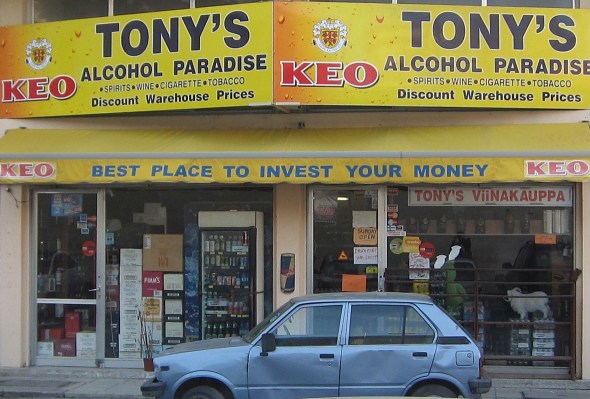 TONY'S
ALCOHOL PARADISE
KEO
•SPIRITS•WINE•CIGARETTE•TOBACCO
Discount Warehouse Prices
TONY'S
ALCOHOL PARADISE
KEO
•SPIRITS•WINE•CIGARETTE•TOBACCO
Discount Warehouse Prices
KEO
BEST PLACE TO INVEST YOUR MONEY
KEO
TONY'S ViiNAKAUPPA
PIMM'S